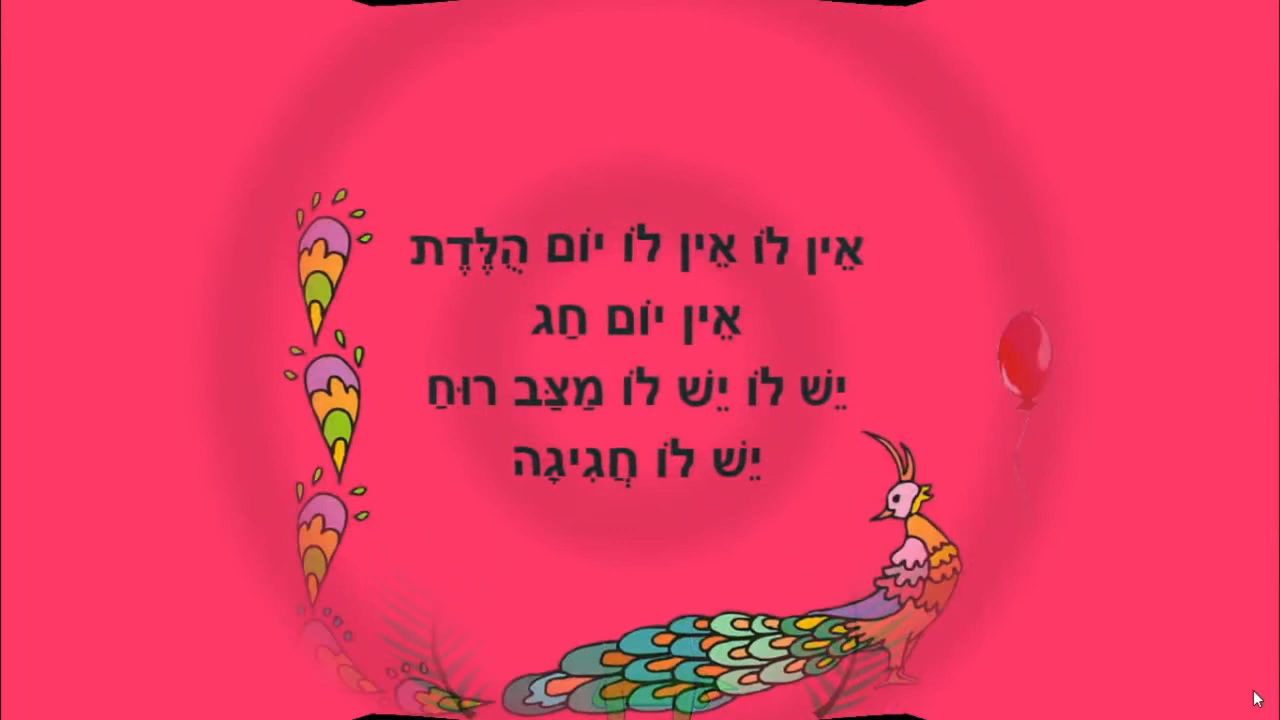 אֵין לוֹ אֵין לוֹ יוֹם הֻלֶּדֶת
אֵין יוֹם חַג
יֵשׁ לוֹ יֵשׁ לוֹ מַצַּב רוּחַ
יֵשׁ לוֹ חֲגִיגָה